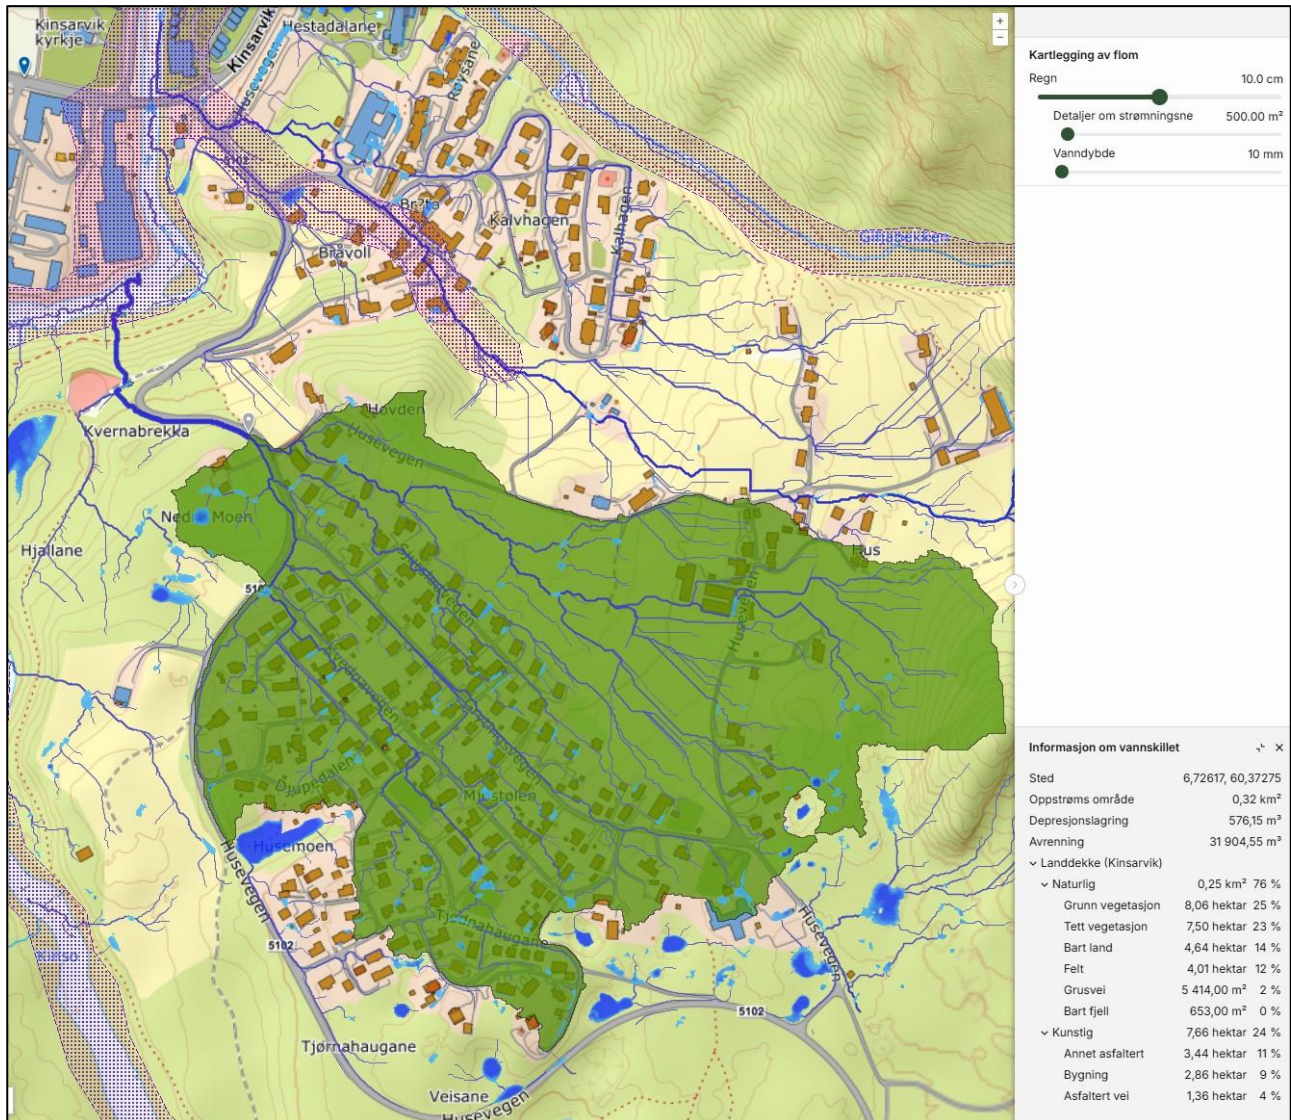 Kinsarvik
kyrkje
Hestadalane
Kinsarvik
Husevegen
Røysane
+
−
5102
Br?to
Kalvhagen
Kalhagen
Bråvoll
Hovden
Husevegen
Kvernabrekka
Hjallane
Hus
Husevegen
Djupedalen
Husemoen
Husevegen
Tjødnahaugane
5102
Husevegen
5102
Tjørnahaugane
Veisane
Husevegen
Kartlegging av flom
Regn 10.0 cm
Detaljer om strømningsne 500.00 m²
Vanndybde 10 mm
Informasjon om vannskillet
Sted 6,72617, 60,37275
Oppstrøms område 0,32 km²
Depresjonslagring 576,15 m³
Avrenning 31 904,55 m³
Landdekke (Kinsarvik)
Naturlig 0,25 km² 76 %
Grunn vegetasjon 8,06 hektar 25 %
Tett vegetasjon 7,50 hektar 23 %
Bart land 4,64 hektar 14 %
Felt 4,01 hektar 12 %
Grusvei 5 414,00 m² 2 %
Bart fjell 653,00 m² 0 %
Kunstig 7,66 hektar 24 %
Annet asfaltert 3,44 hektar 11 %
Bygning 2,86 hektar 9 %
Asfaltert vei 1,36 hektar 4 %